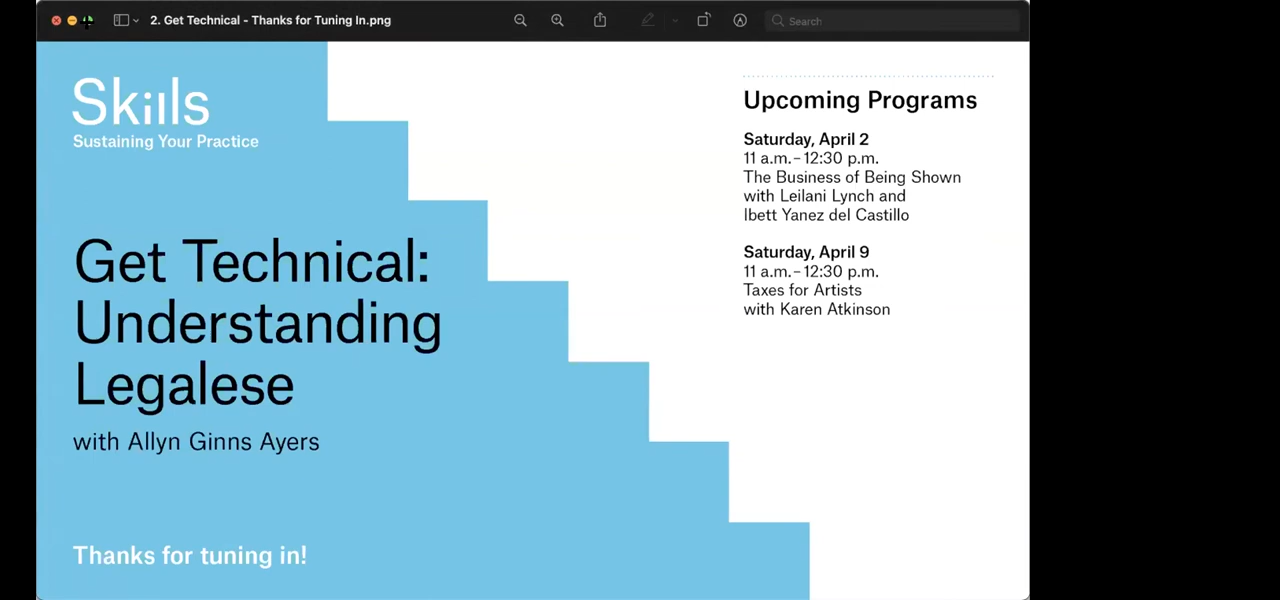 2. Get Technical - Thanks for Tuning In.png
Search
Skills
Sustaining Your Practice
Get Technical:
Understanding
Legalese
with Allyn Ginns Ayers
Thanks for tuning in!
Upcoming Programs
Saturday, April 2
11 a.m.–12:30 p.m.
The Business of Being Shown
with Leilani Lynch and
Ibett Yanez del Castillo
Saturday, April 9
11 a.m.–12:30 p.m.
Taxes for Artists
with Karen Atkinson